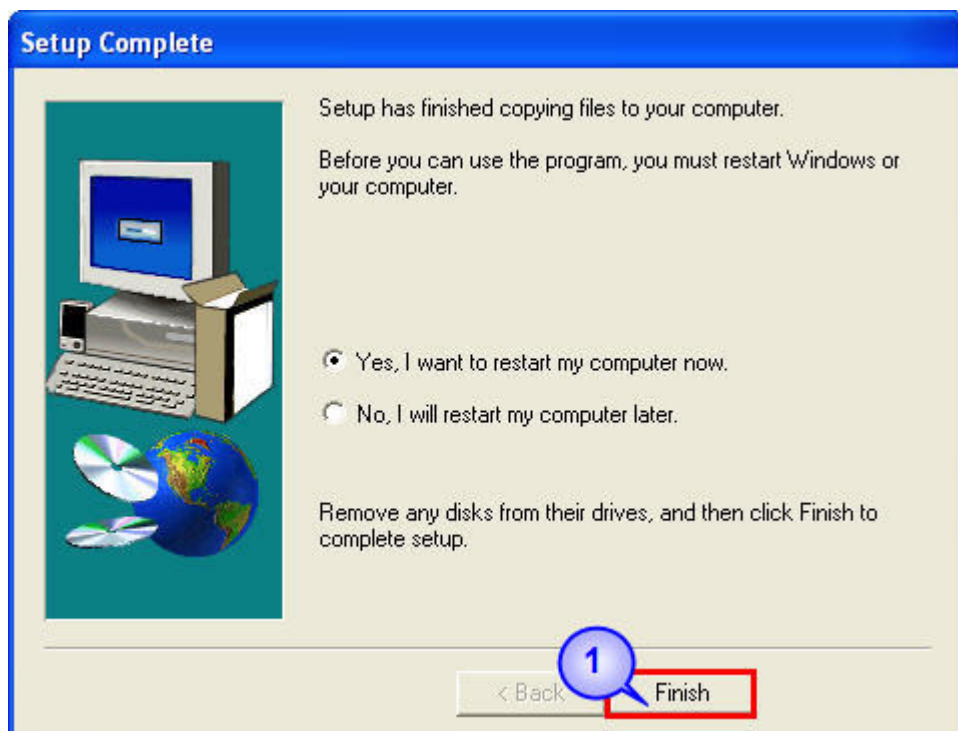 Setup Complete
Setup has finished copying files to your computer.
Before you can use the program, you must restart Windows or
your computer.
Yes, I want to restart my computer now.
No, I will restart my computer later.
Remove any disks from their drives, and then click Finish to
complete setup.
1
< Back Finish